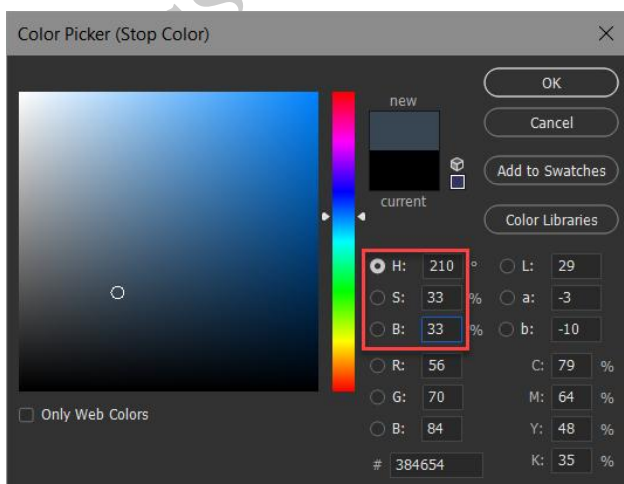 Color Picker (Stop Color)
OK
new
Cancel
Add to Swatches
current
Color Libraries
H: 210 ° L: 29
S: 33 % a: -3
B: 33 % b: -10
R: 56 C: 79 %
G: 70 M: 64 %
Only Web Colors
B: 84 Y: 48 %
# 384654 K: 35 %